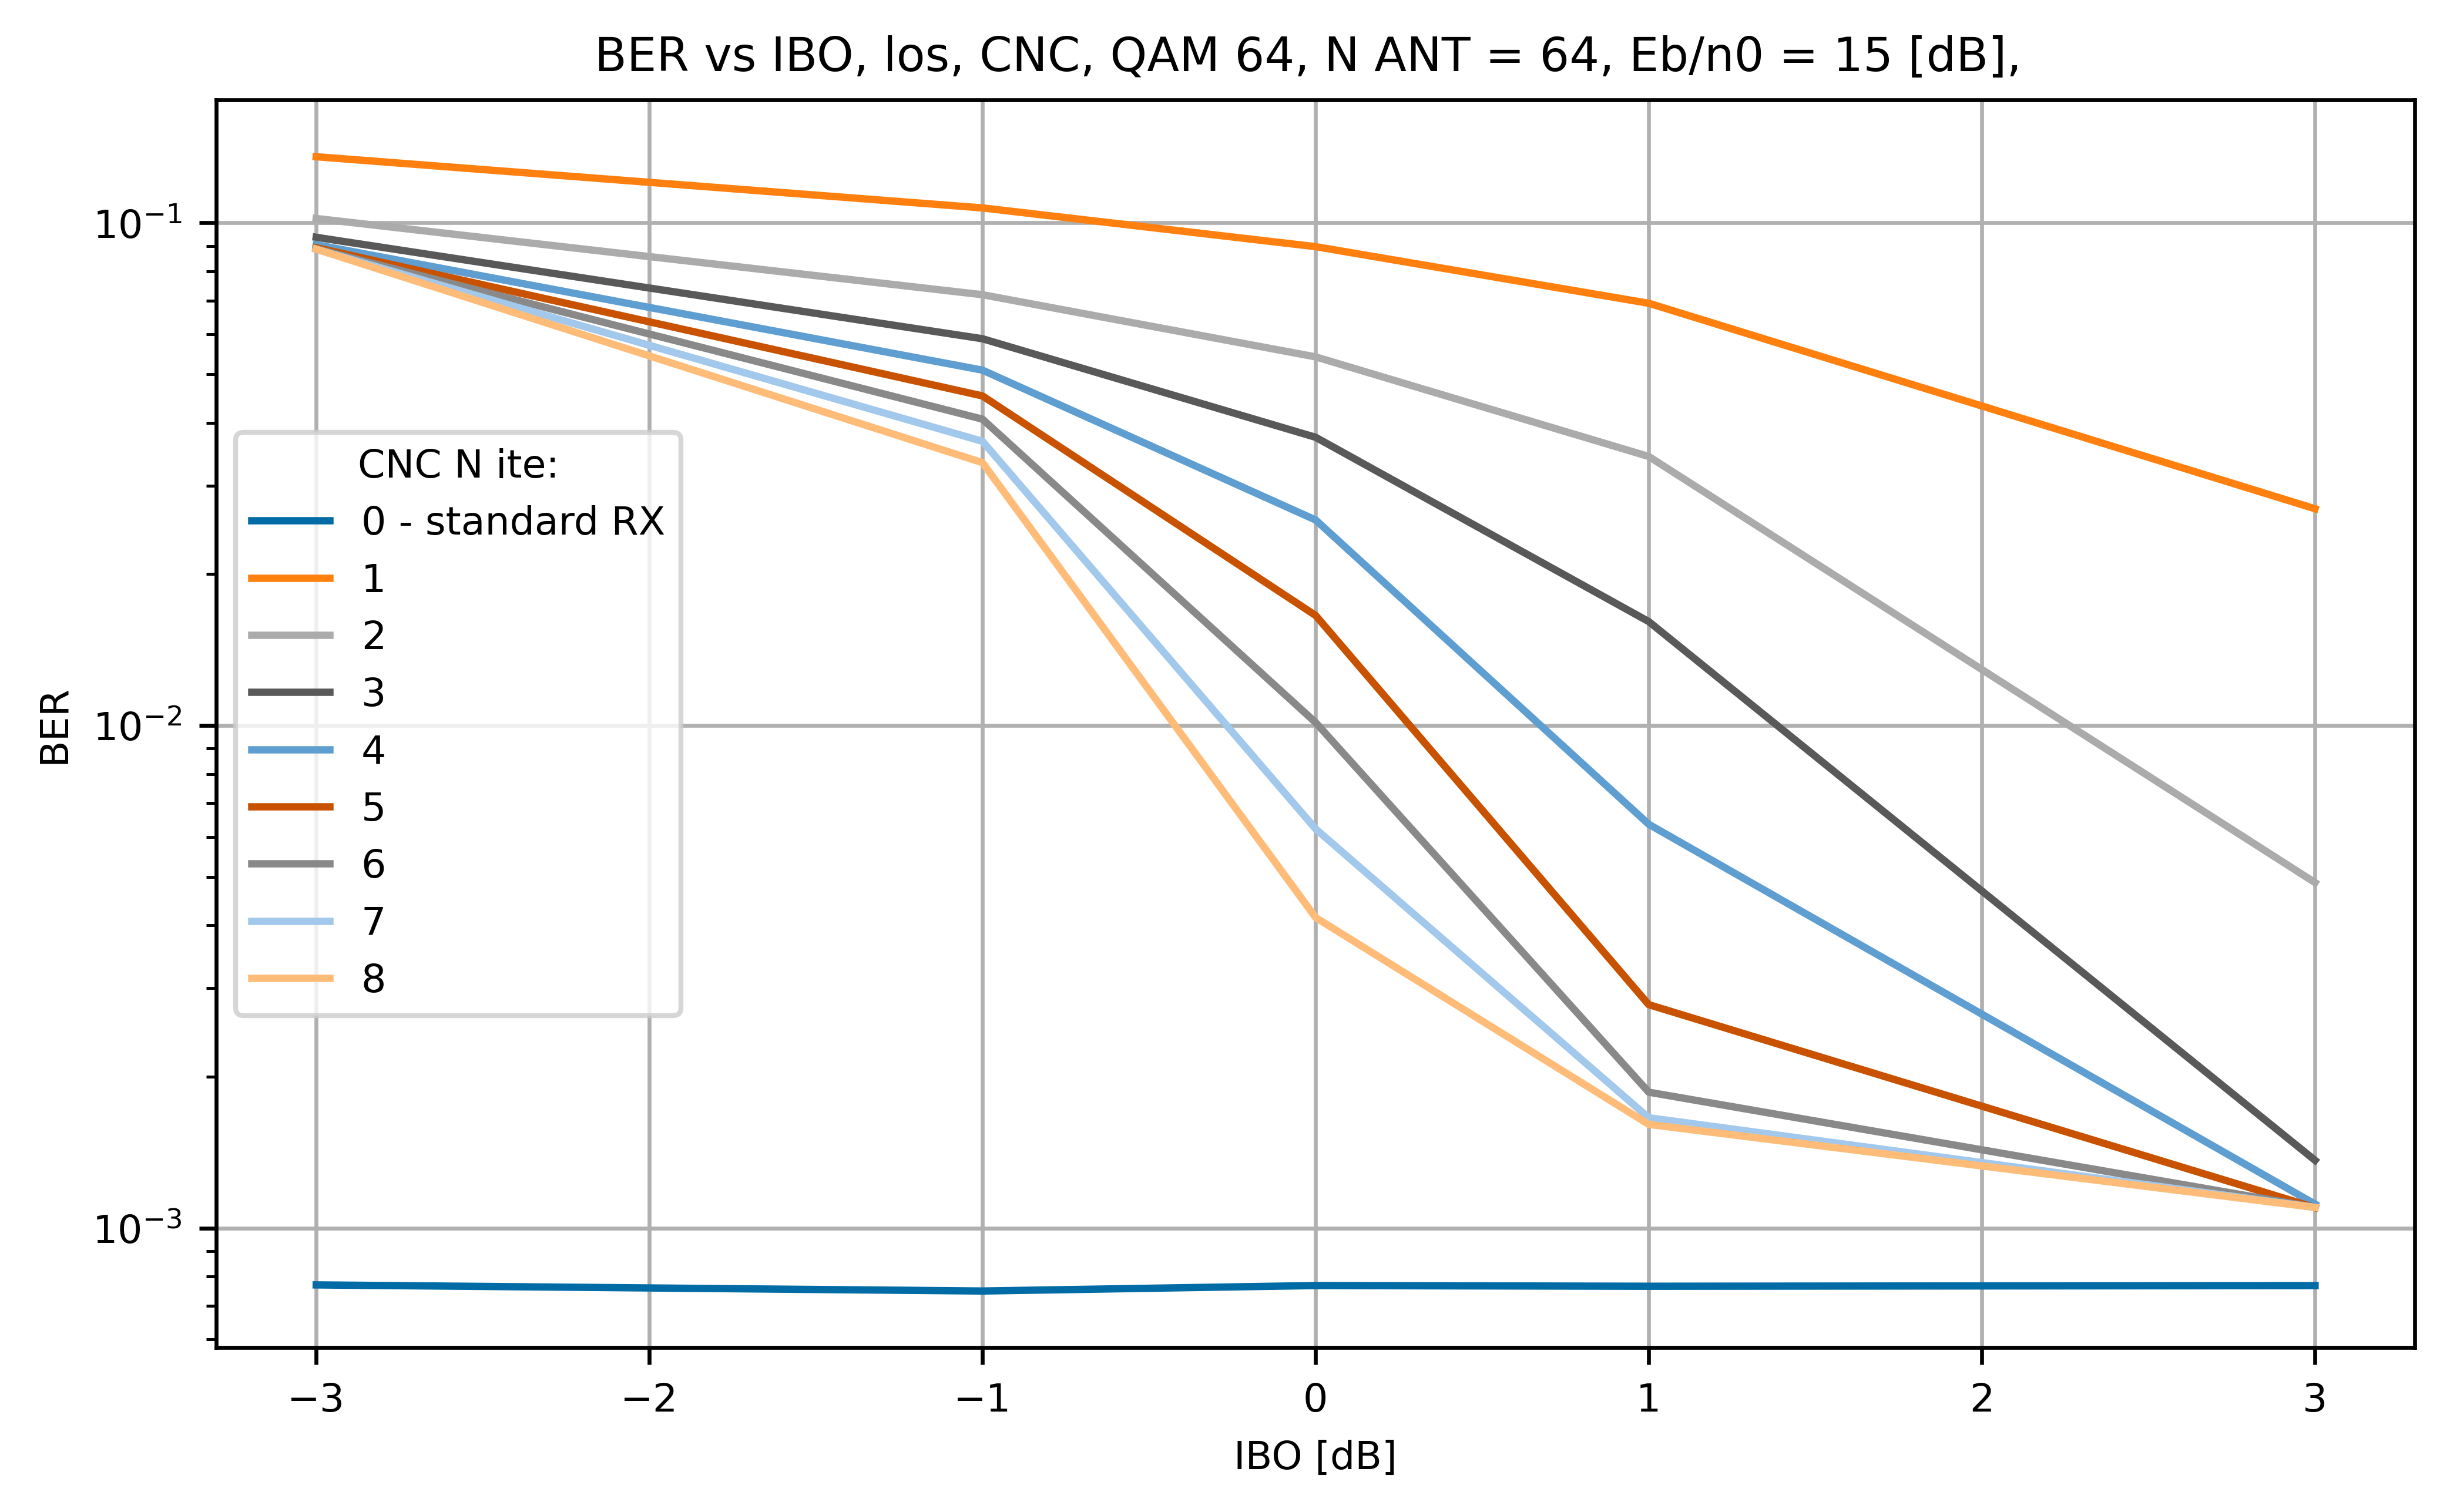 BER vs IBO, los, CNC, QAM 64, N ANT = 64, Eb/n0 = 15 [dB],
10⁻¹
10⁻²
10⁻³
BER
CNC N ite:
0 - standard RX
1
2
3
4
5
6
7
8
−3 −2 −1 0 1 2 3
IBO [dB]